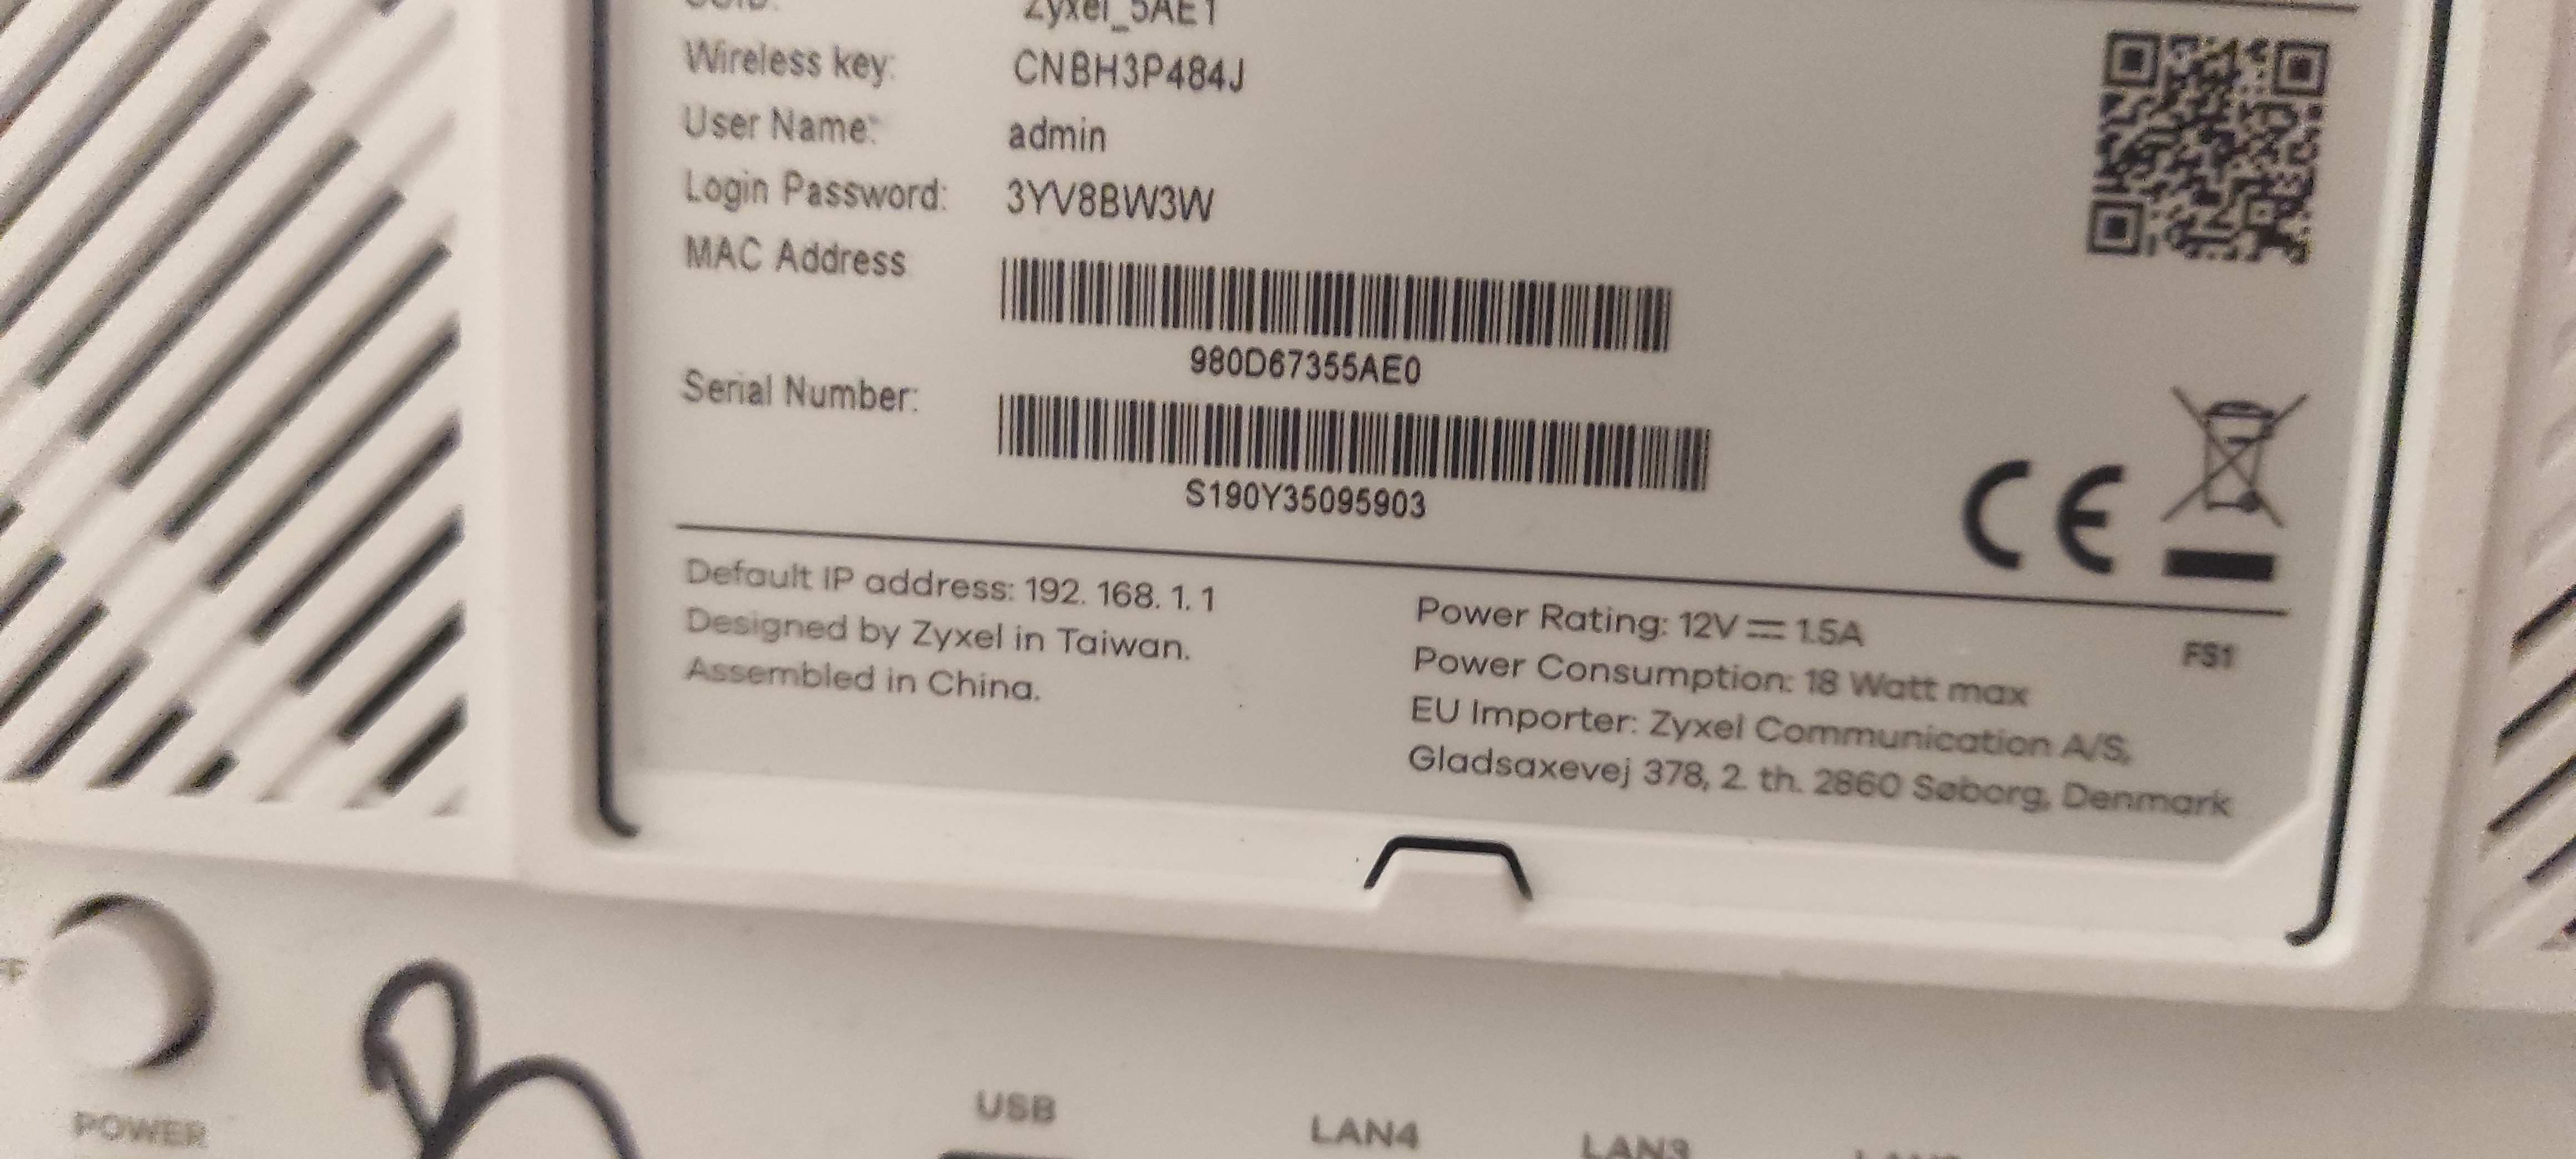 SSID: Zyxel_5AE1
Wireless key: CNBH3P484J
User Name: admin
Login Password: 3YV8BW3W
MAC Address
980D67355AE0
Serial Number:
S190Y35095903
CE
Default IP address: 192. 168. 1. 1
Designed by Zyxel in Taiwan.
Assembled in China.
Power Rating: 12V 1.5A
FS1
Power Consumption: 18 Watt max
EU Importer: Zyxel Communication A/S,
Gladsaxevej 378, 2. th. 2860 Søborg, Denmark
POWER
USB
LAN4
LAN3